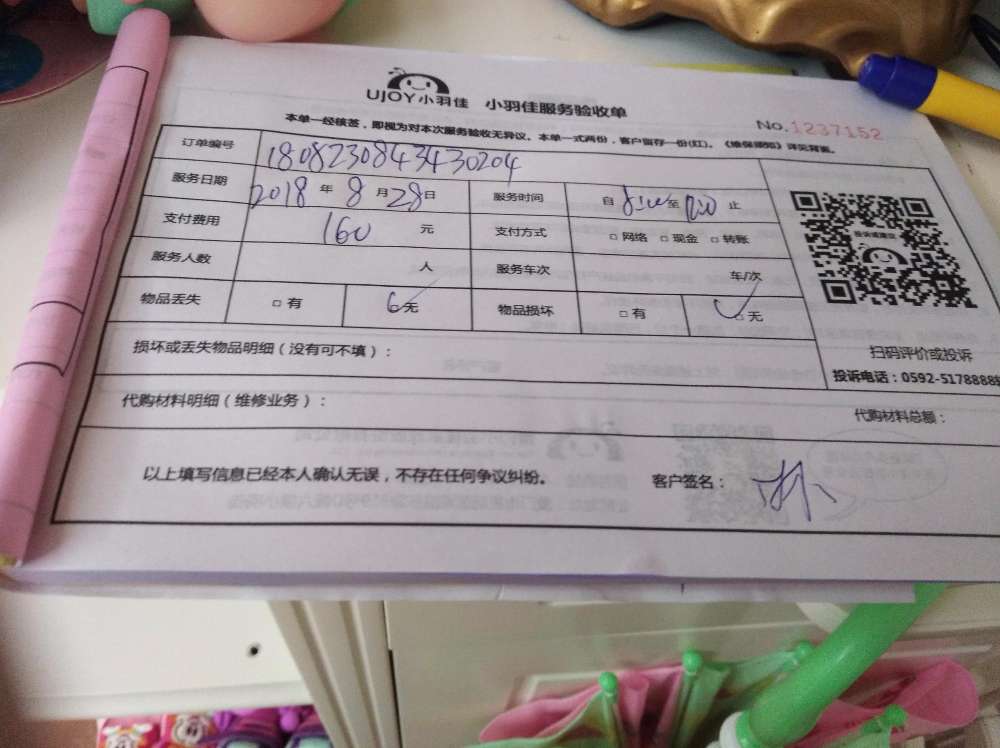 UJOY小羽佳 小羽佳服务验收单
No.1237152
本单一经核签，即视为对本次服务验收无异议。本单一式两份，客户留存一份(红)。《维保须知》详见背面。
订单编号 180823084343430204
服务日期 2018 年 8 月 28 日 服务时间 自 至 止
支付费用 160 元 支付方式 □ 网络 □ 现金 □ 转账
服务人数 人 服务车次 车/次
物品丢失 □ 有 无 物品损坏 □ 有 □ 无
损坏或丢失物品明细（没有可不填）：
扫码评价或投诉
投诉电话：0592-5178888
代购材料明细（维修业务）： 代购材料总额：
以上填写信息已经本人确认无误，不存在任何争议纠纷。 客户签名：